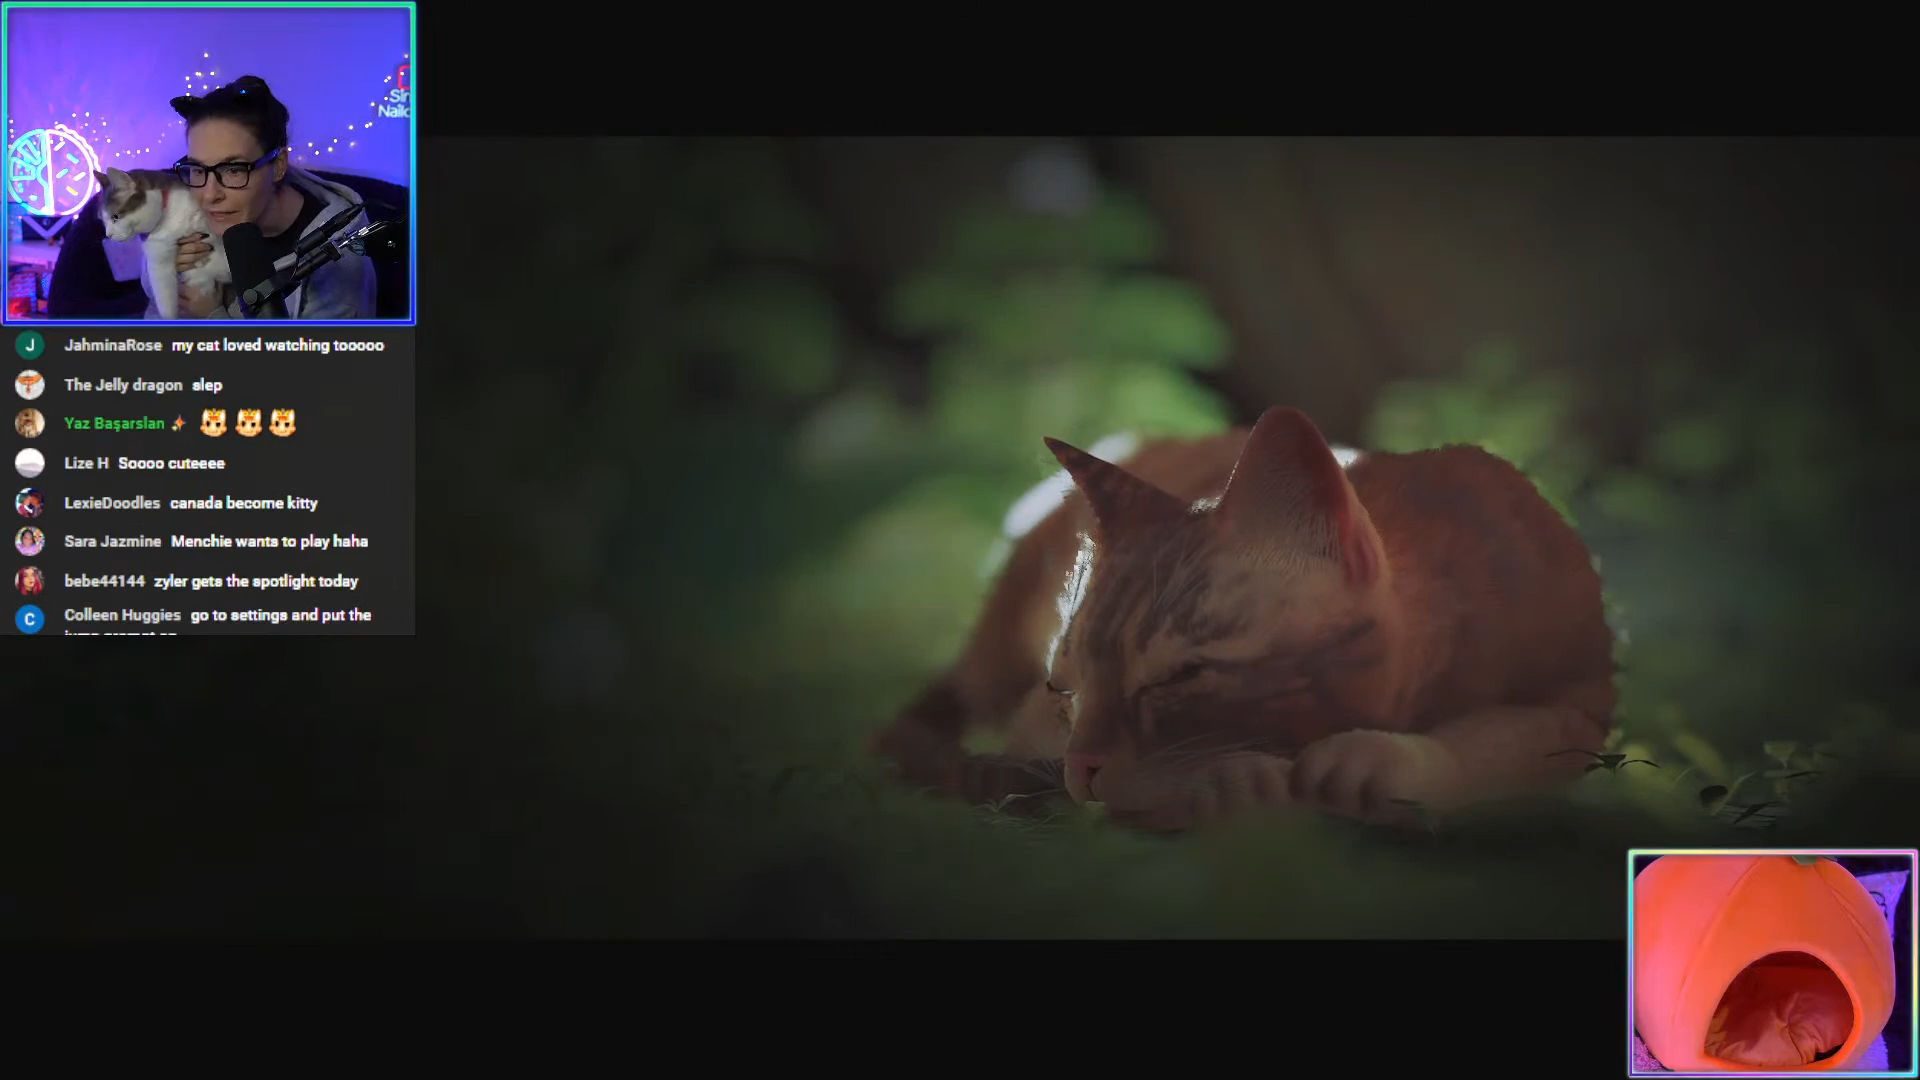 JahminaRose my cat loved watching tooooo
The Jelly dragon slep
Yaz Başarslan
Lize H Soooo cuteeee
LexieDoodles canada become kitty
Sara Jazmine Menchie wants to play haha
bebe44144 zyler gets the spotlight today
Colleen Huggies go to settings and put the
J
C